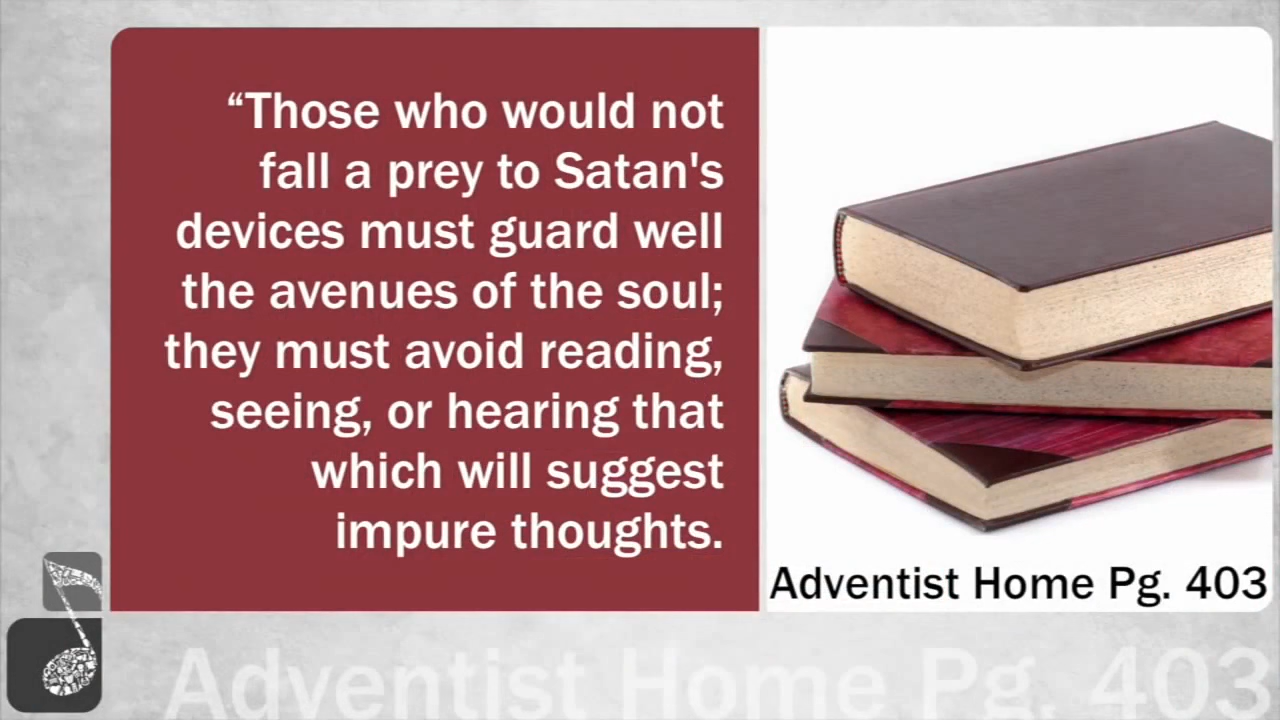 “Those who would not
fall a prey to Satan's
devices must guard well
the avenues of the soul;
they must avoid reading,
seeing, or hearing that
which will suggest
impure thoughts.
Adventist Home Pg. 403
Adventist Home Pg. 403